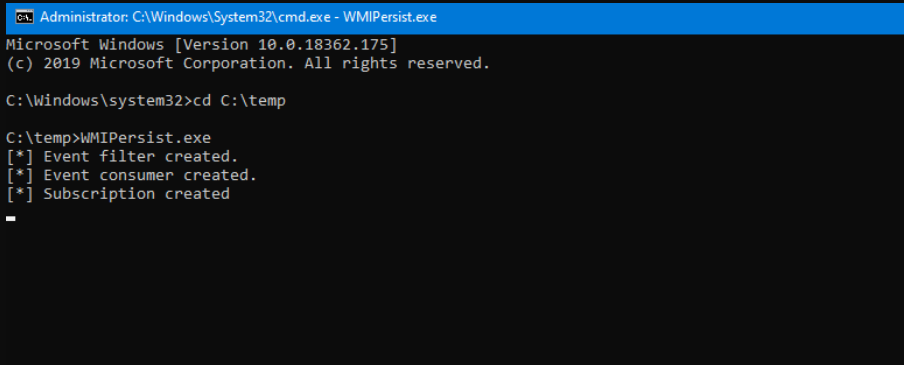 Administrator: C:\Windows\System32\cmd.exe - WMIPersist.exe
Microsoft Windows [Version 10.0.18362.175]
(c) 2019 Microsoft Corporation. All rights reserved.
C:\Windows\system32>cd C:\temp
C:\temp>WMIPersist.exe
[*] Event filter created.
[*] Event consumer created.
[*] Subscription created